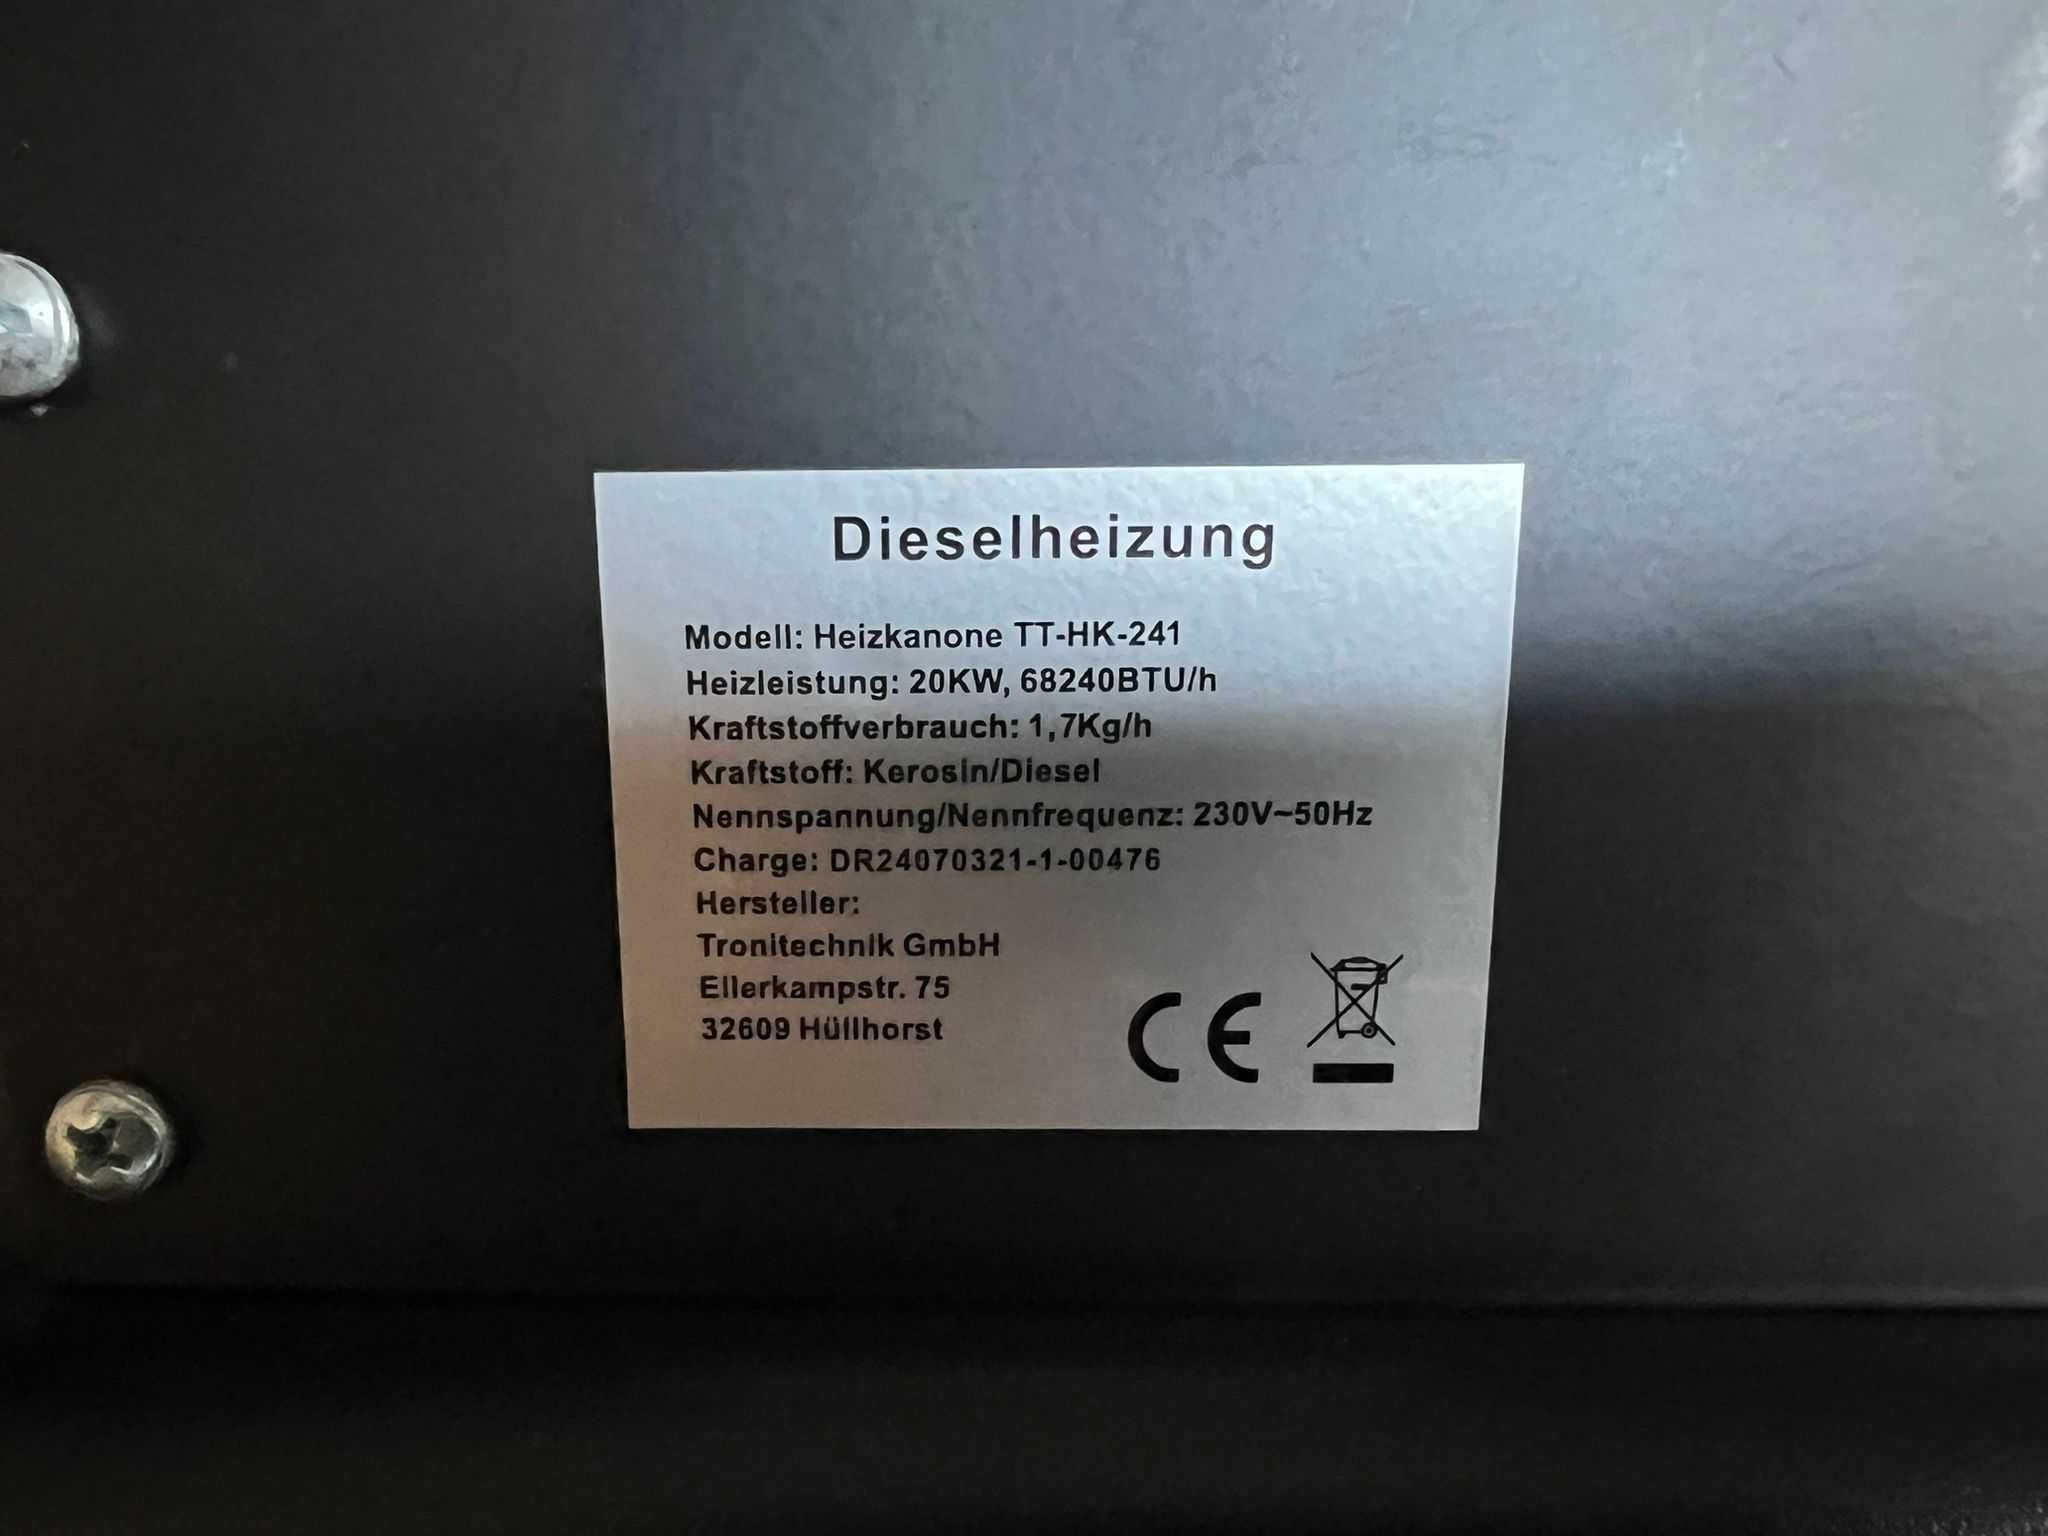 Dieselheizung
Modell: Heizkanone TT-HK-241
Heizleistung: 20KW, 68240BTU/h
Kraftstoffverbrauch: 1,7Kg/h
Kraftstoff: Kerosin/Diesel
Nennspannung/Nennfrequenz: 230V~50Hz
Charge: DR24070321-1-00476
Hersteller:
Tronitechnik GmbH
Ellerkampstr. 75
32609 Hüllhorst
CE